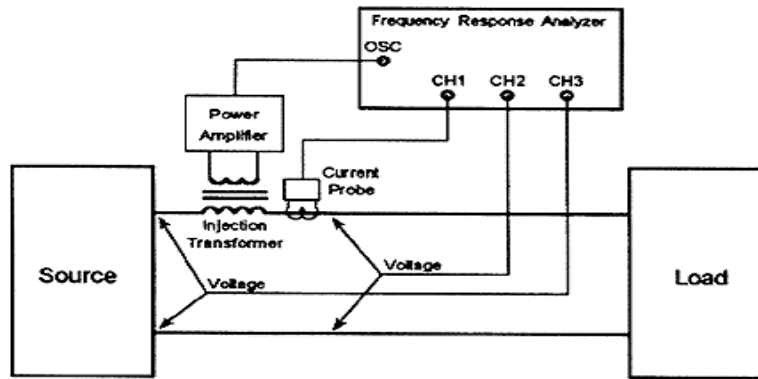 Frequency Response Analyzer
OSC
CH1 CH2 CH3
Power
Amplifier
Current
Probe
Injection
Transformer
Source
Voltage
Voltage
Load